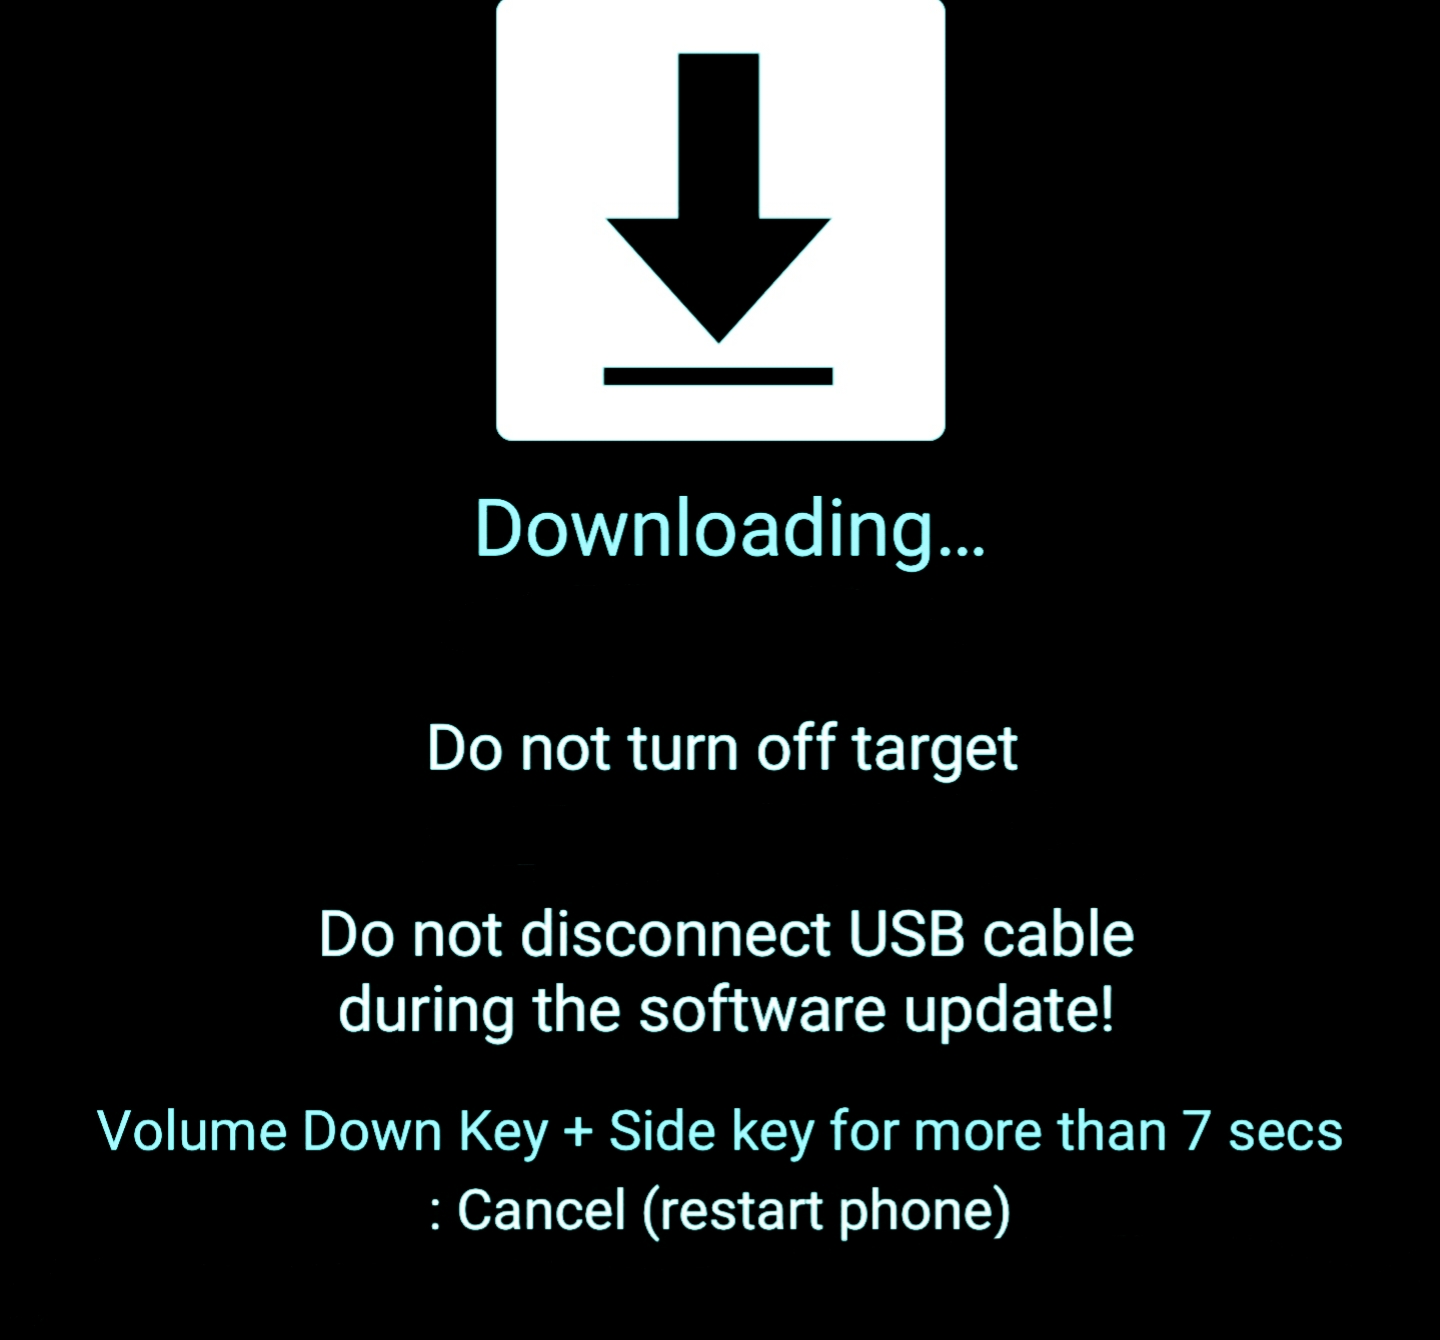 Downloading...
Do not turn off target
Do not disconnect USB cable
during the software update!
Volume Down Key + Side key for more than 7 secs
: Cancel (restart phone)